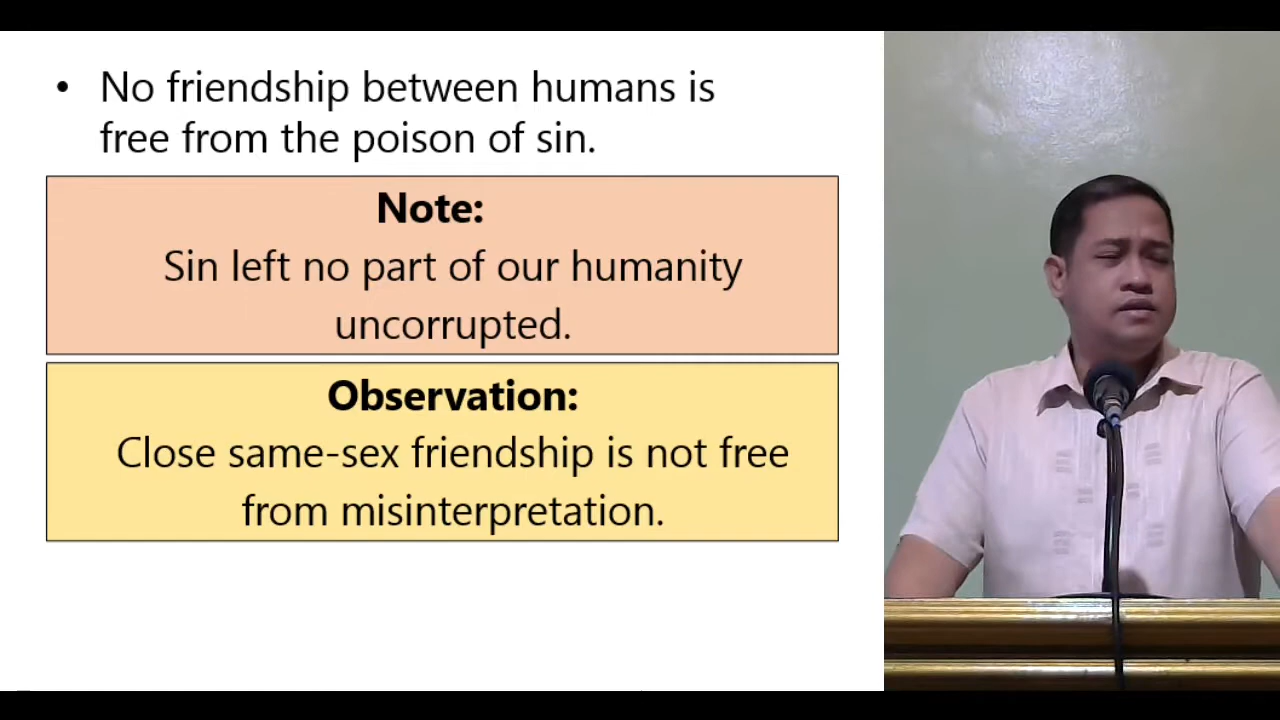 • No friendship between humans is
free from the poison of sin.
Note:
Sin left no part of our humanity
uncorrupted.
Observation:
Close same-sex friendship is not free
from misinterpretation.